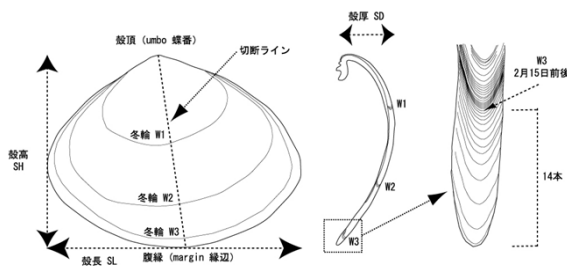 殻頂（umbo 蝶番）
切断ライン
殻高
SH
冬輪 W1
冬輪 W2
冬輪 W3
殻長 SL
腹縁（margin 縁辺）
殻厚 SD
W1
W2
W3
W3
2月15日前後
14本